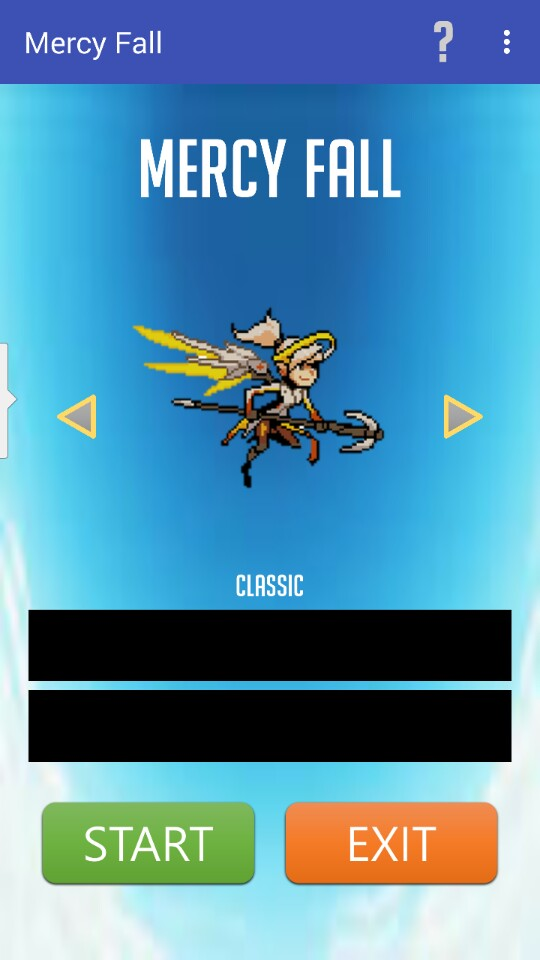 Mercy Fall ?
MERCY FALL
CLASSIC
START EXIT